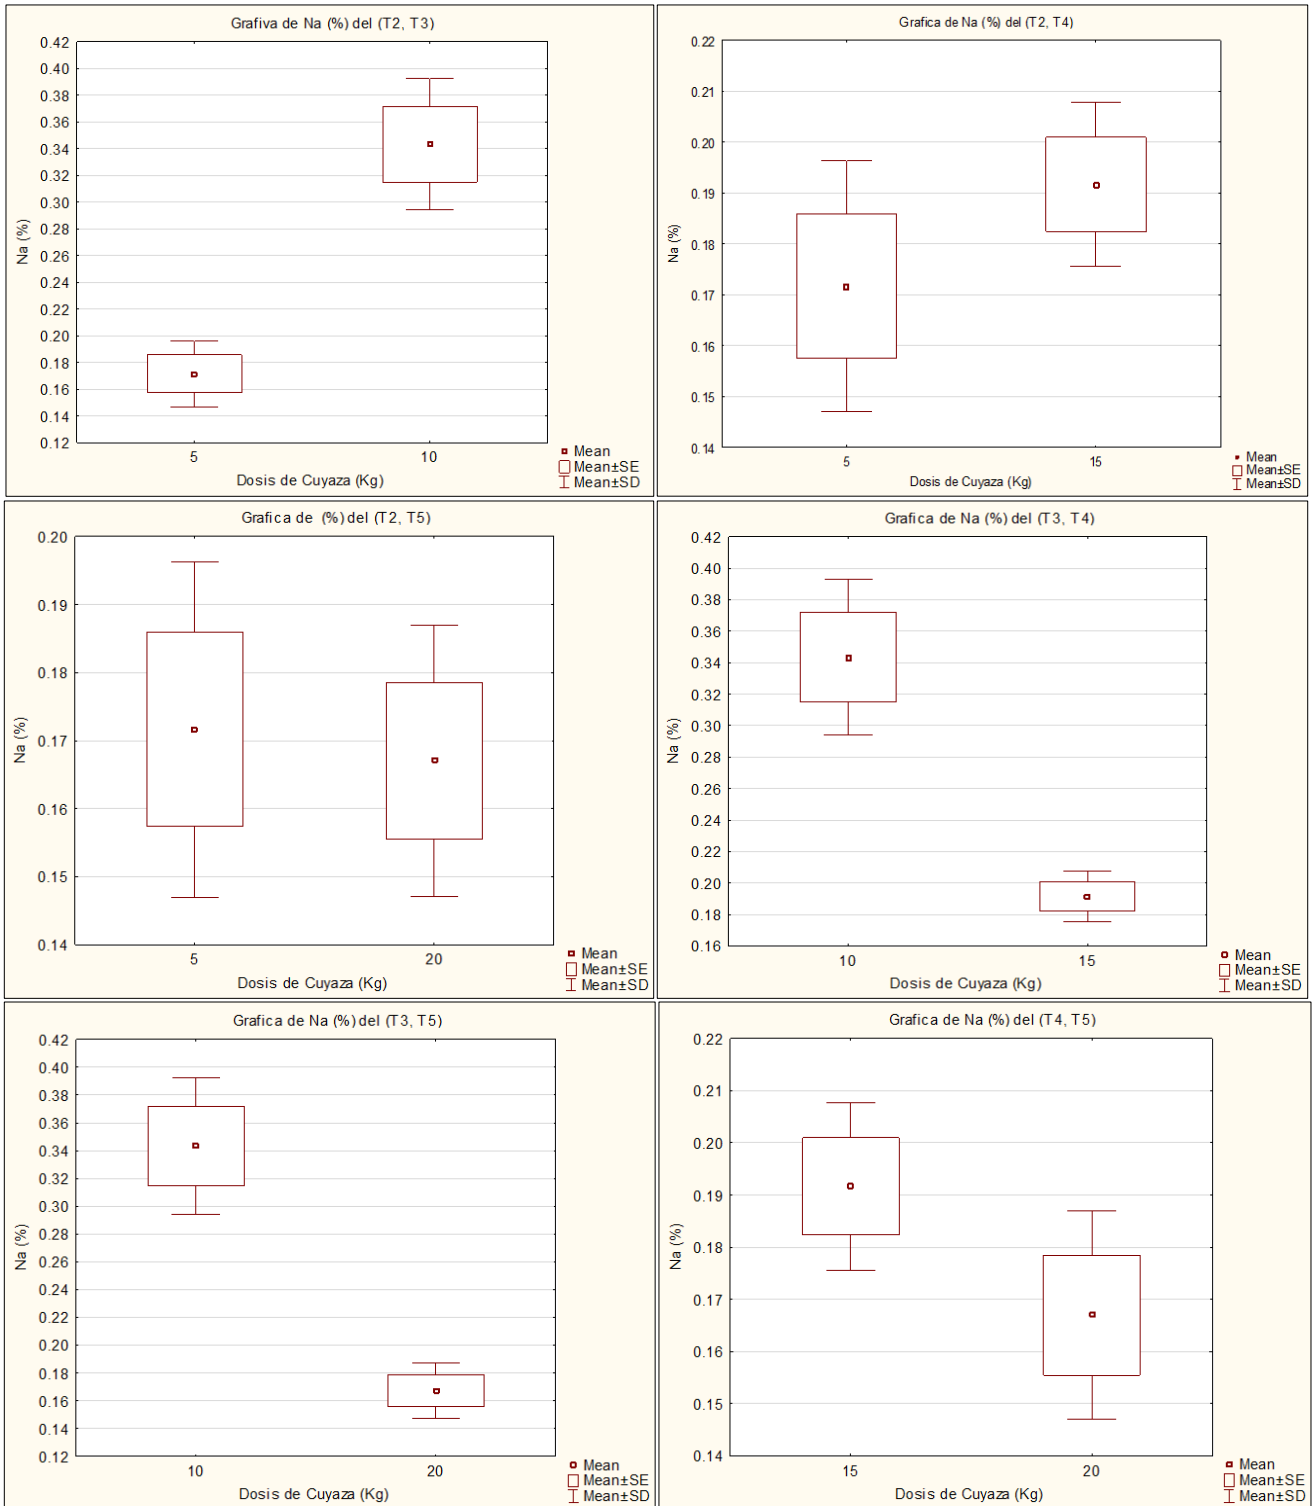 Grafiva de Na (%) del (T2, T3)
0.42
0.40
0.38
0.36
0.34
0.32
0.30
0.28
0.26
0.24
0.22
0.20
0.18
0.16
0.14
0.12
Na (%)
5
10
Dosis de Cuyaza (Kg)
Mean
Mean±SE
Mean±SD
Grafica de Na (%) del (T2, T4)
0.22
0.21
0.20
0.19
0.18
0.17
0.16
0.15
0.14
Na (%)
5
15
Dosis de Cuyaza (Kg)
Mean
Mean±SE
Mean±SD
Grafica de (%) del (T2, T5)
0.20
0.19
0.18
0.17
0.16
0.15
0.14
Na (%)
5
20
Dosis de Cuyaza (Kg)
Mean
Mean±SE
Mean±SD
Grafica de Na (%) del (T3, T4)
0.42
0.40
0.38
0.36
0.34
0.32
0.30
0.28
0.26
0.24
0.22
0.20
0.18
0.16
Na (%)
10
15
Dosis de Cuyaza (Kg)
Mean
Mean±SE
Mean±SD
Grafica de Na (%) del (T3, T5)
0.42
0.40
0.38
0.36
0.34
0.32
0.30
0.28
0.26
0.24
0.22
0.20
0.18
0.16
0.14
0.12
Na (%)
10
20
Dosis de Cuyaza (Kg)
Mean
Mean±SE
Mean±SD
Grafica de Na (%) del (T4, T5)
0.22
0.21
0.20
0.19
0.18
0.17
0.16
0.15
0.14
Na (%)
15
20
Dosis de Cuyaza (Kg)
Mean
Mean±SE
Mean±SD